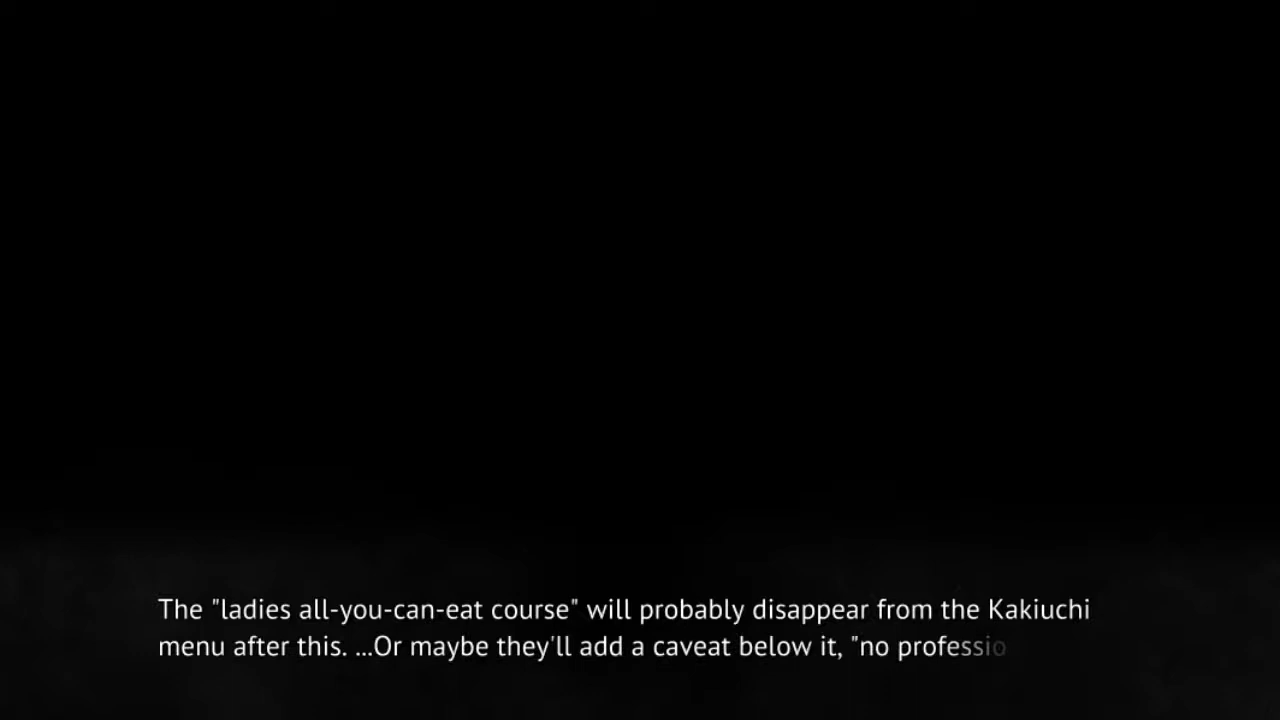 The "ladies all-you-can-eat course" will probably disappear from the Kakiuchi
menu after this. ...Or maybe they'll add a caveat below it, "no professio